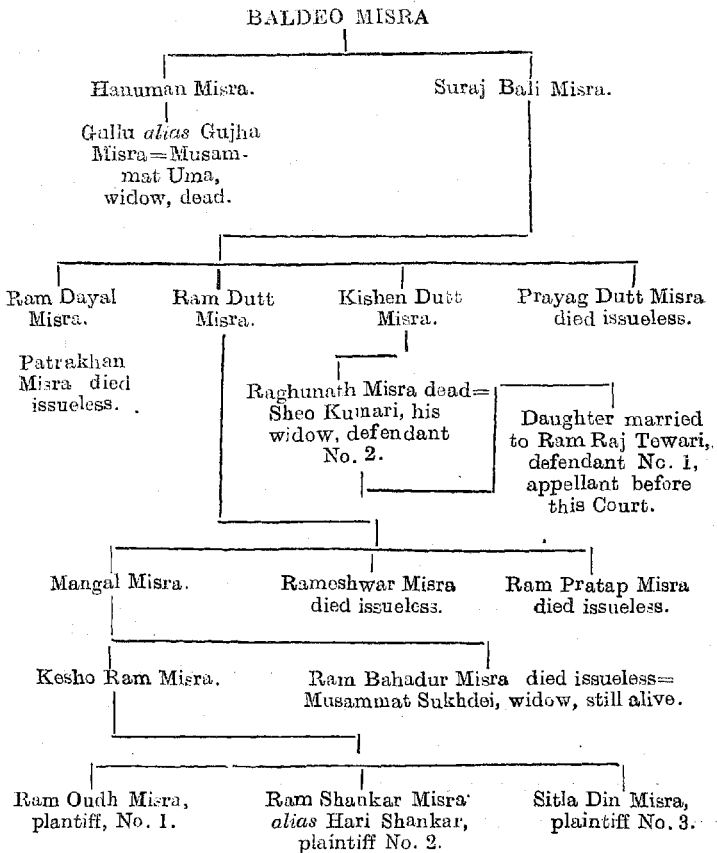 BALDEO MISRA
Hanuman Misra.
Suraj Bali Misra.
Gullu alias Gujha
Misra=Musam-
mat Uma,
widow, dead.
Ram Dayal
Misra.
Ram Dutt
Misra.
Kishen Dutt
Misra.
Prayag Dutt Misra
died issueless.
Patrakhan
Misra died
issueless.
Raghunath Misra dead=
Sheo Kumari, his
widow, defendant
No. 2.
Daughter married
to Ram Raj Tewari,
defendant No. 1,
appellant before
this Court.
Mangal Misra.
Rameshwar Misra
died issueless.
Ram Pratap Misra
died issueless.
Kesho Ram Misra.
Ram Bahadur Misra died issueless=
Musammat Sukhdei, widow, still alive.
Ram Oudh Misra,
plantiff, No. 1.
Ram Shankar Misra
alias Hari Shankar,
plaintiff No. 2.
Sitla Din Misra,
plaintiff No. 3.